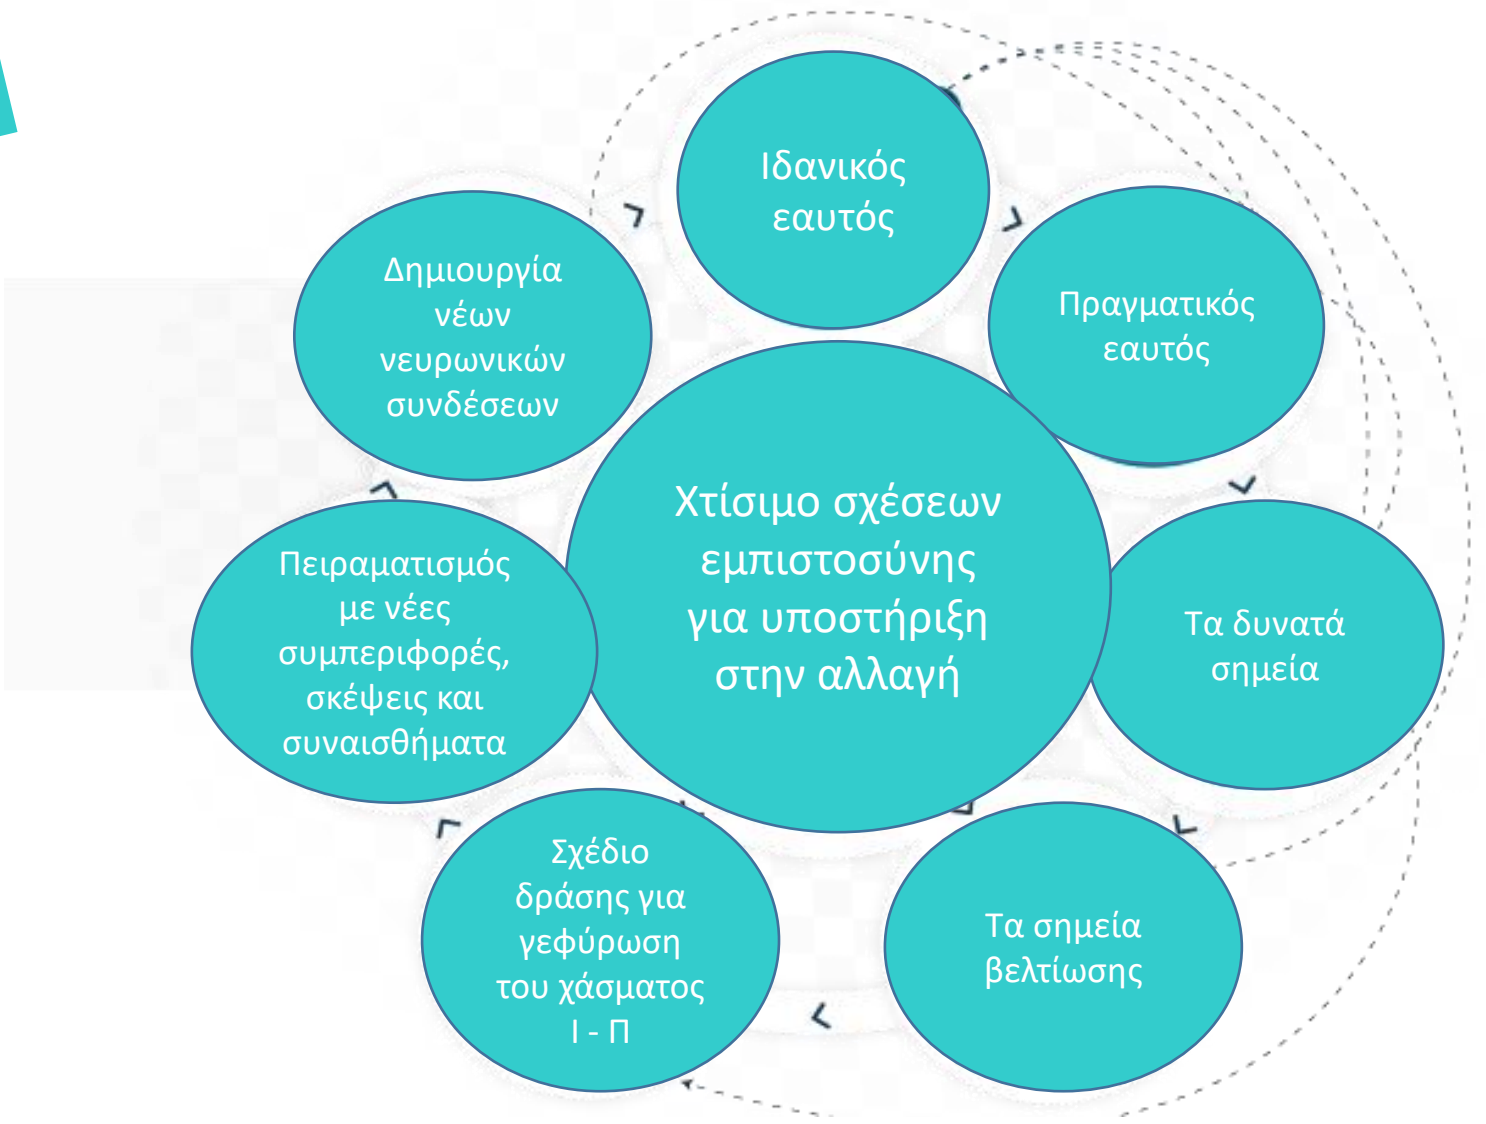 Ιδανικός
εαυτός
Πραγματικός
εαυτός
Τα δυνατά
σημεία
Τα σημεία
βελτίωσης
Σχέδιο
δράσης για
γεφύρωση
του χάσματος
Ι - Π
Πειραματισμός
με νέες
συμπεριφορές,
σκέψεις και
συναισθήματα
Δημιουργία
νέων
νευρωνικών
συνδέσεων
Χτίσιμο σχέσεων
εμπιστοσύνης
για υποστήριξη
στην αλλαγή